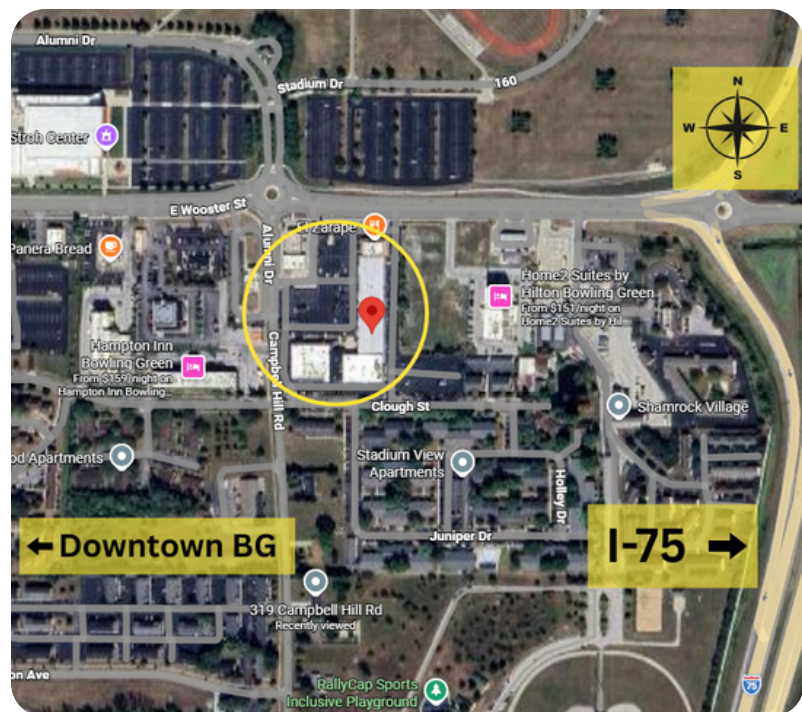 Alumni Dr
Stadium Dr
160
Stroh Center
N
W
E
S
E Wooster St
Panera Bread
Alumni Dr
Zarape
Home2 Suites by
Hilton Bowling Green
From $151/night on
Home2 Suites by Hil...
Hampton Inn
Bowling Green
From $159/night on
Hampton Inn Bowling...
Campbell Hill Rd
Clough St
Shamrock Village
od Apartments
Stadium View
Apartments
Holley Dr
← Downtown BG
I-75 →
Juniper Dr
319 Campbell Hill Rd
Recently viewed
on Ave
RallyCap Sports
Inclusive Playground
75